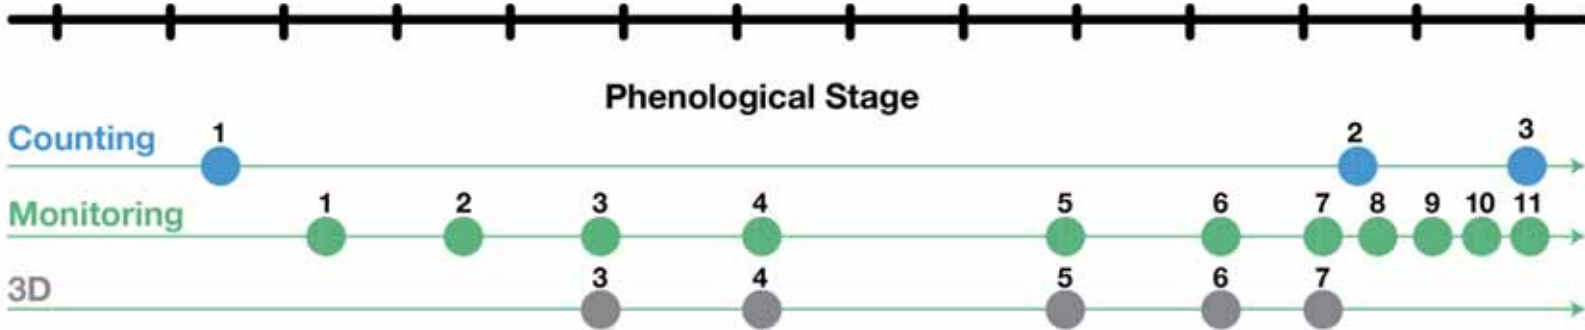 Phenological Stage
Counting 1 2 3
Monitoring 1 2 3 4 5 6 7 8 9 10 11
3D 3 4 5 6 7